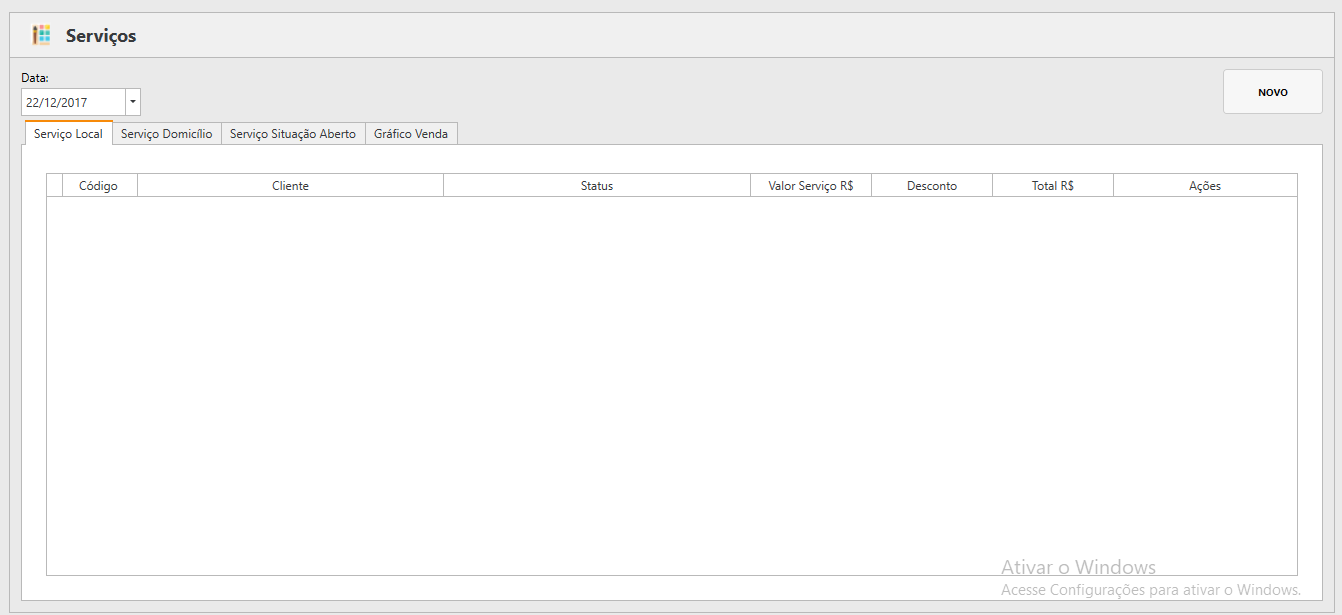 Serviços
Data:
22/12/2017
NOVO
Serviço Local Serviço Domicílio Serviço Situação Aberto Gráfico Venda
Código Cliente Status Valor Serviço R$ Desconto Total R$ Ações
Ativar o Windows
Acesse Configurações para ativar o Windows.